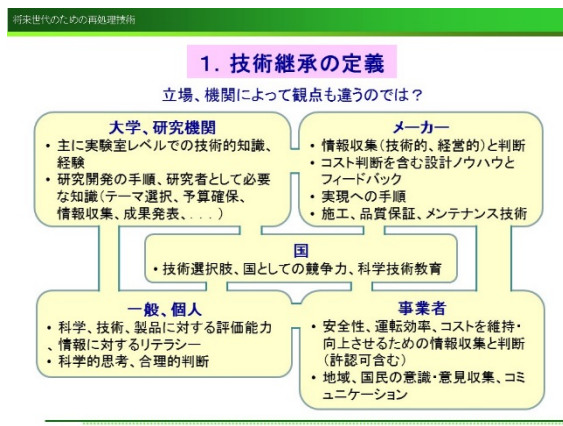 将来世代のための再処理技術
1. 技術継承の定義
立場、機関によって観点も違うのでは？
大学、研究機関
・ 主に実験室レベルでの技術的知識、
経験
・ 研究開発の手順、研究者として必要
な知識（テーマ選択、予算確保、
情報収集、成果発表、...）
メーカー
・ 情報収集（技術的、経営的）と判断
・ コスト判断を含む設計ノウハウと
フィードバック
・ 実現への手順
・ 施工、品質保証、メンテナンス技術
国
・ 技術選択肢、国としての競争力、科学技術教育
一般、個人
・ 科学、技術、製品に対する評価能力
、情報に対するリテラシー
・ 科学的思考、合理的判断
事業者
・ 安全性、運転効率、コストを維持・
向上させるための情報収集と判断
（許認可含む）
・ 地域、国民の意識・意見収集、コミ
ュニケーション